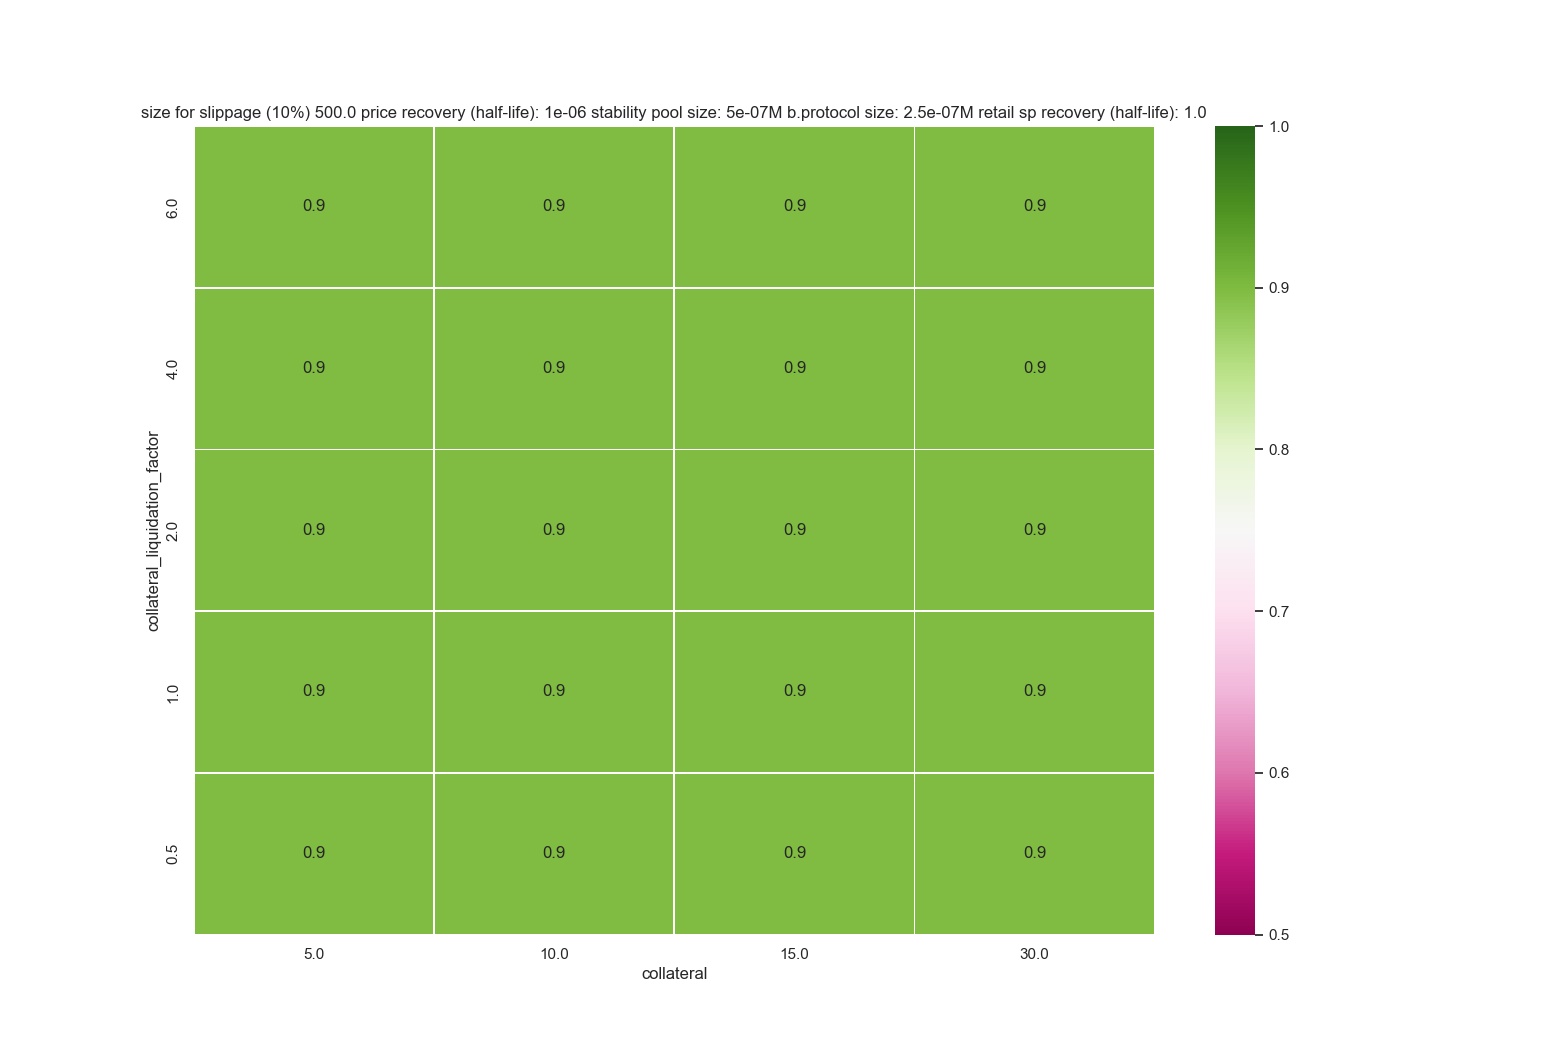 size for slippage (10%) 500.0 price recovery (half-life): 1e-06 stability pool size: 5e-07M b.protocol size: 2.5e-07M retail sp recovery (half-life): 1.0
6.0
0.9 0.9 0.9 0.9
4.0
0.9 0.9 0.9 0.9
2.0
0.9 0.9 0.9 0.9
1.0
0.9 0.9 0.9 0.9
0.5
0.9 0.9 0.9 0.9
collateral_liquidation_factor
5.0 10.0 15.0 30.0
collateral
1.0
0.9
0.8
0.7
0.6
0.5